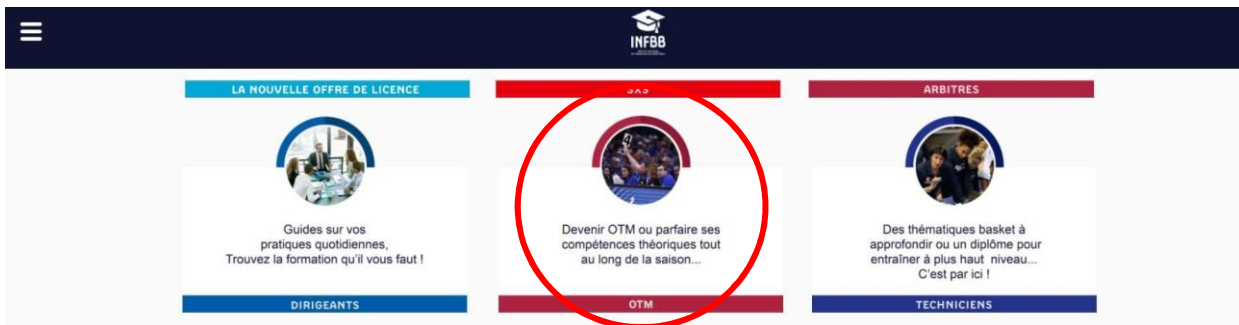 INFBB
LA NOUVELLE OFFRE DE LICENCE
3X3
ARBITRES
Guides sur vos
pratiques quotidiennes,
Trouvez la formation qu'il vous faut !
Devenir OTM ou parfaire ses
compétences théoriques tout
au long de la saison...
Des thématiques basket à
approfondir ou un diplôme pour
entraîner à plus haut niveau...
C'est par ici !
DIRIGEANTS
OTM
TECHNICIENS